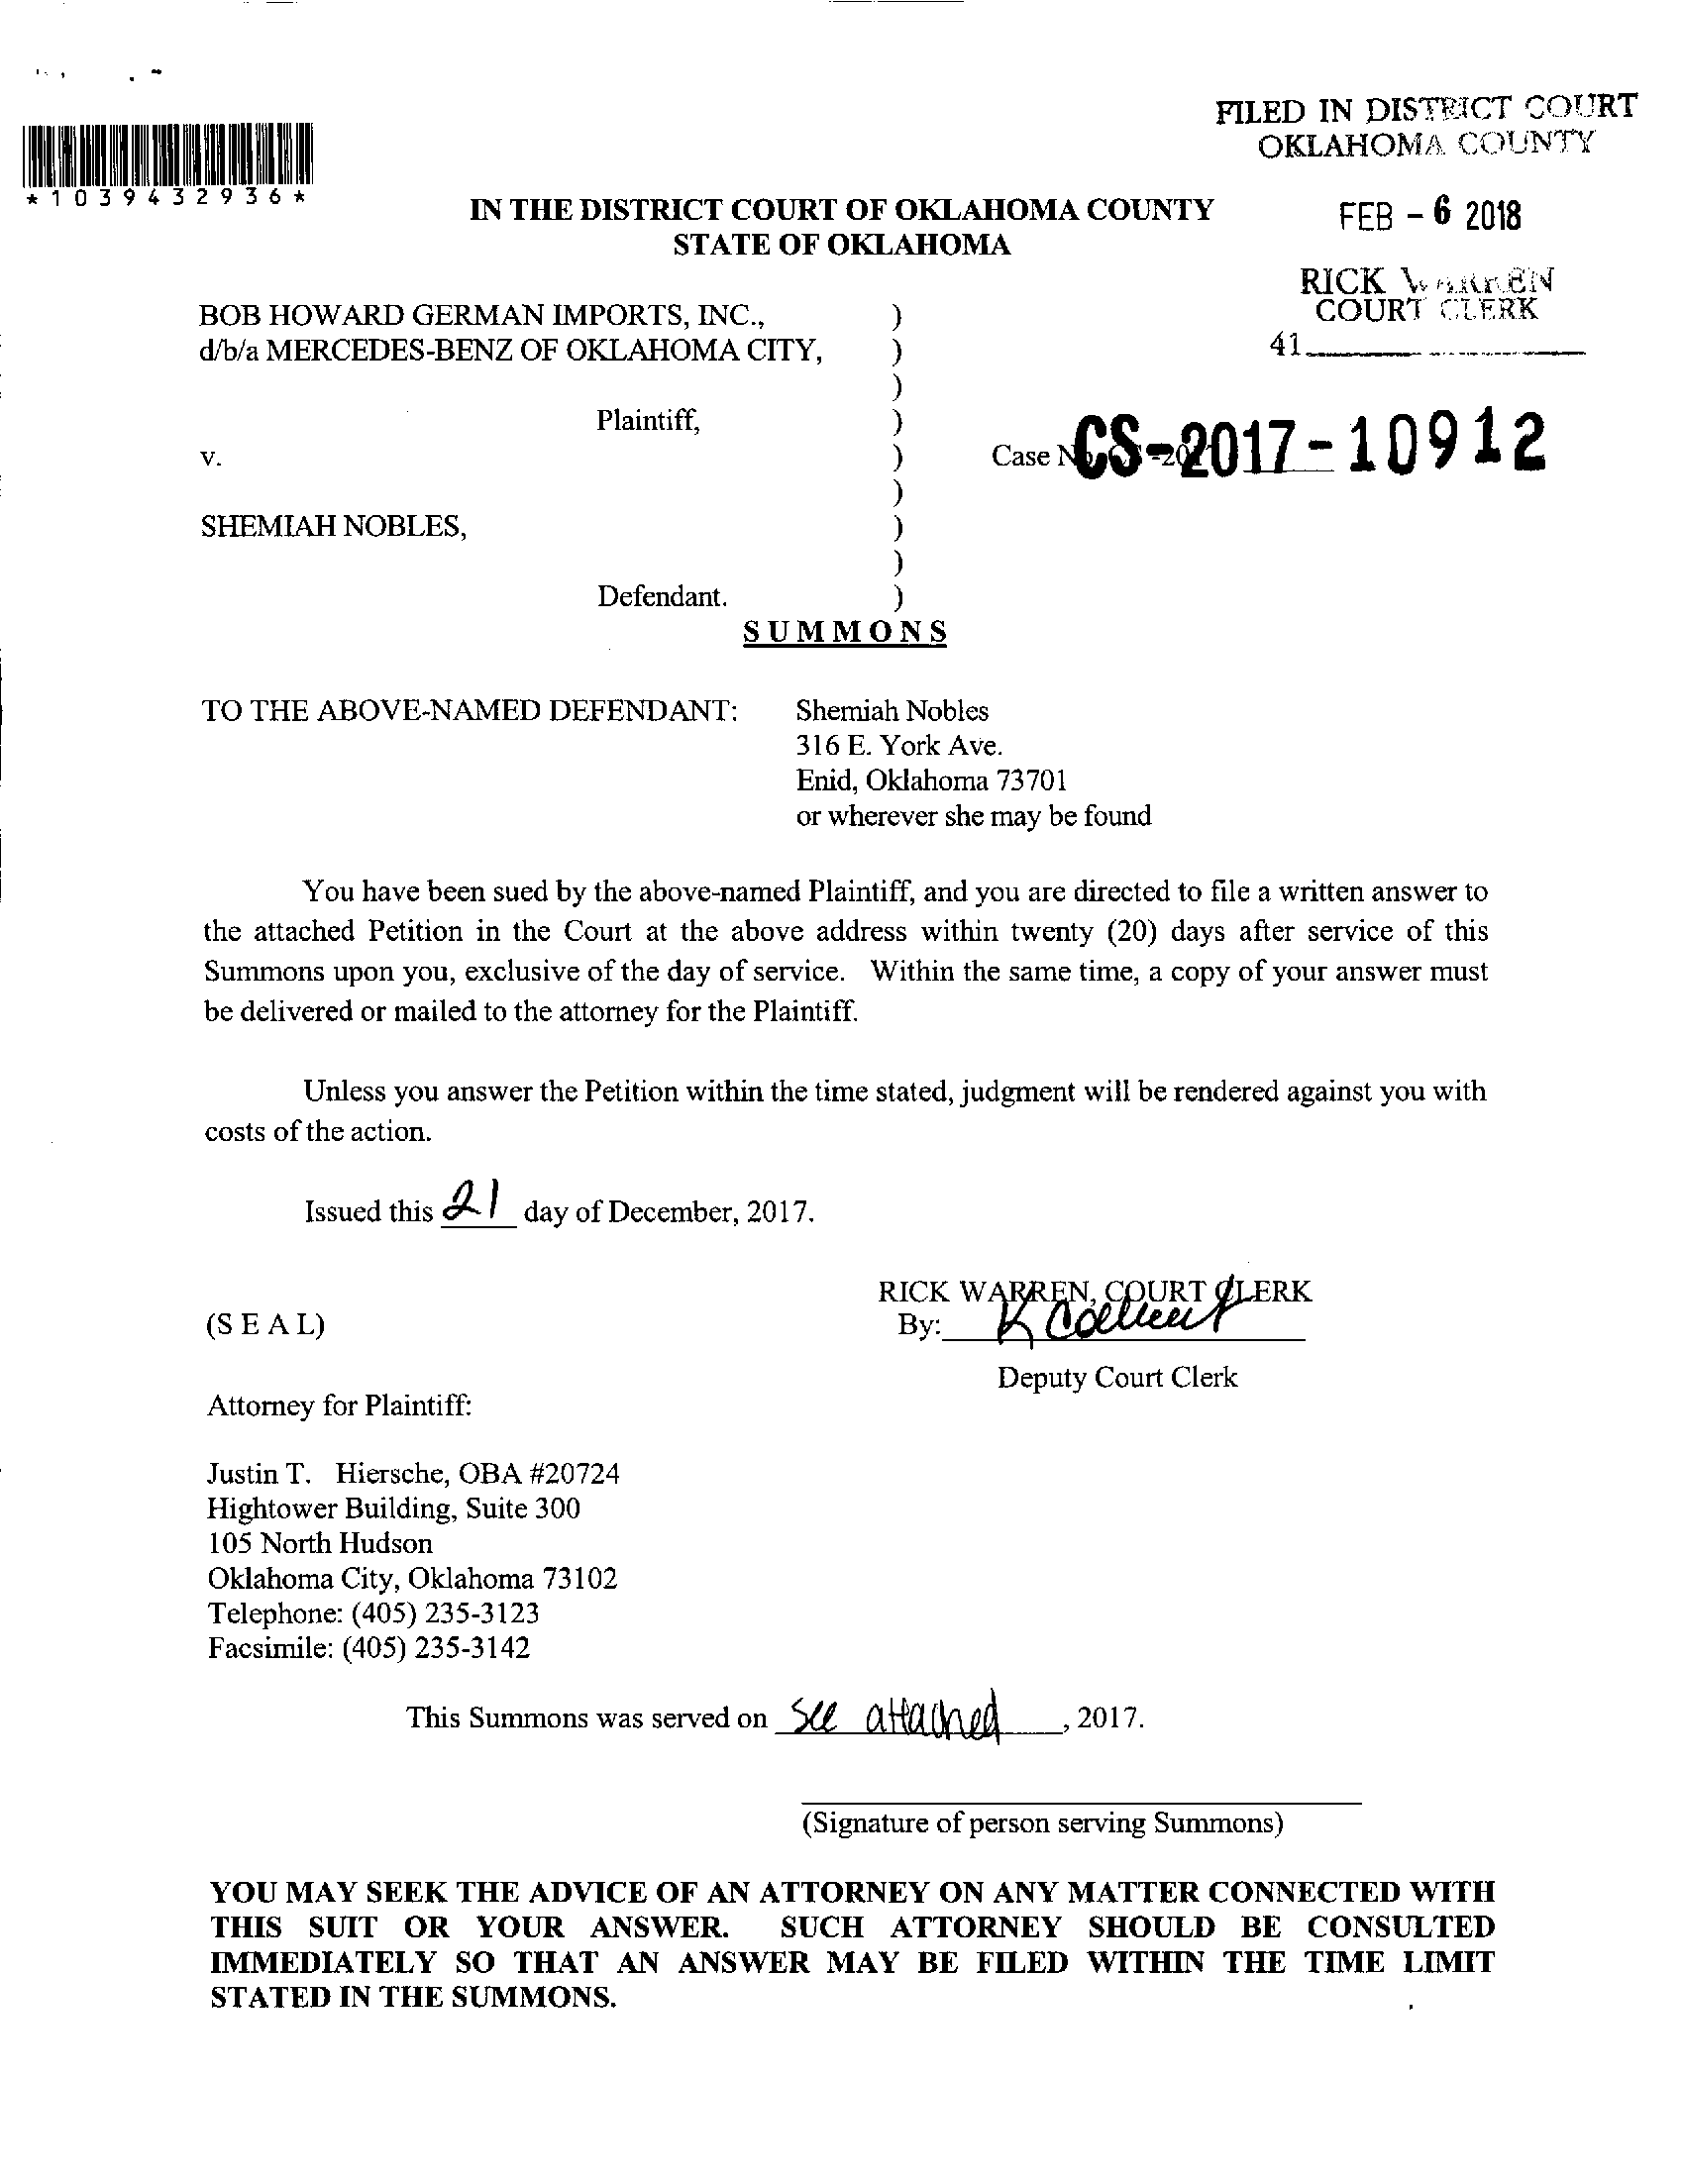 FILED IN DISTRICT COURT
OKLAHOMA COUNTY
*1039432936*
IN THE DISTRICT COURT OF OKLAHOMA COUNTY
STATE OF OKLAHOMA
FEB - 6 2018
RICK WARREN
COURT CLERK
41
BOB HOWARD GERMAN IMPORTS, INC., )
d/b/a MERCEDES-BENZ OF OKLAHOMA CITY, )
)
Plaintiff, )
v. ) Case CS-2017-10912
)
SHEMIAH NOBLES, )
)
Defendant. )
SUMMONS
TO THE ABOVE-NAMED DEFENDANT: Shemiah Nobles
316 E. York Ave.
Enid, Oklahoma 73701
or wherever she may be found
You have been sued by the above-named Plaintiff, and you are directed to file a written answer to
the attached Petition in the Court at the above address within twenty (20) days after service of this
Summons upon you, exclusive of the day of service. Within the same time, a copy of your answer must
be delivered or mailed to the attorney for the Plaintiff.
Unless you answer the Petition within the time stated, judgment will be rendered against you with
costs of the action.
Issued this 21 day of December, 2017.
RICK WARREN, COURT CLERK
(S E A L) By:
Deputy Court Clerk
Attorney for Plaintiff:
Justin T. Hiersche, OBA #20724
Hightower Building, Suite 300
105 North Hudson
Oklahoma City, Oklahoma 73102
Telephone: (405) 235-3123
Facsimile: (405) 235-3142
This Summons was served on see attached, 2017.
(Signature of person serving Summons)
YOU MAY SEEK THE ADVICE OF AN ATTORNEY ON ANY MATTER CONNECTED WITH
THIS SUIT OR YOUR ANSWER. SUCH ATTORNEY SHOULD BE CONSULTED
IMMEDIATELY SO THAT AN ANSWER MAY BE FILED WITHIN THE TIME LIMIT
STATED IN THE SUMMONS.